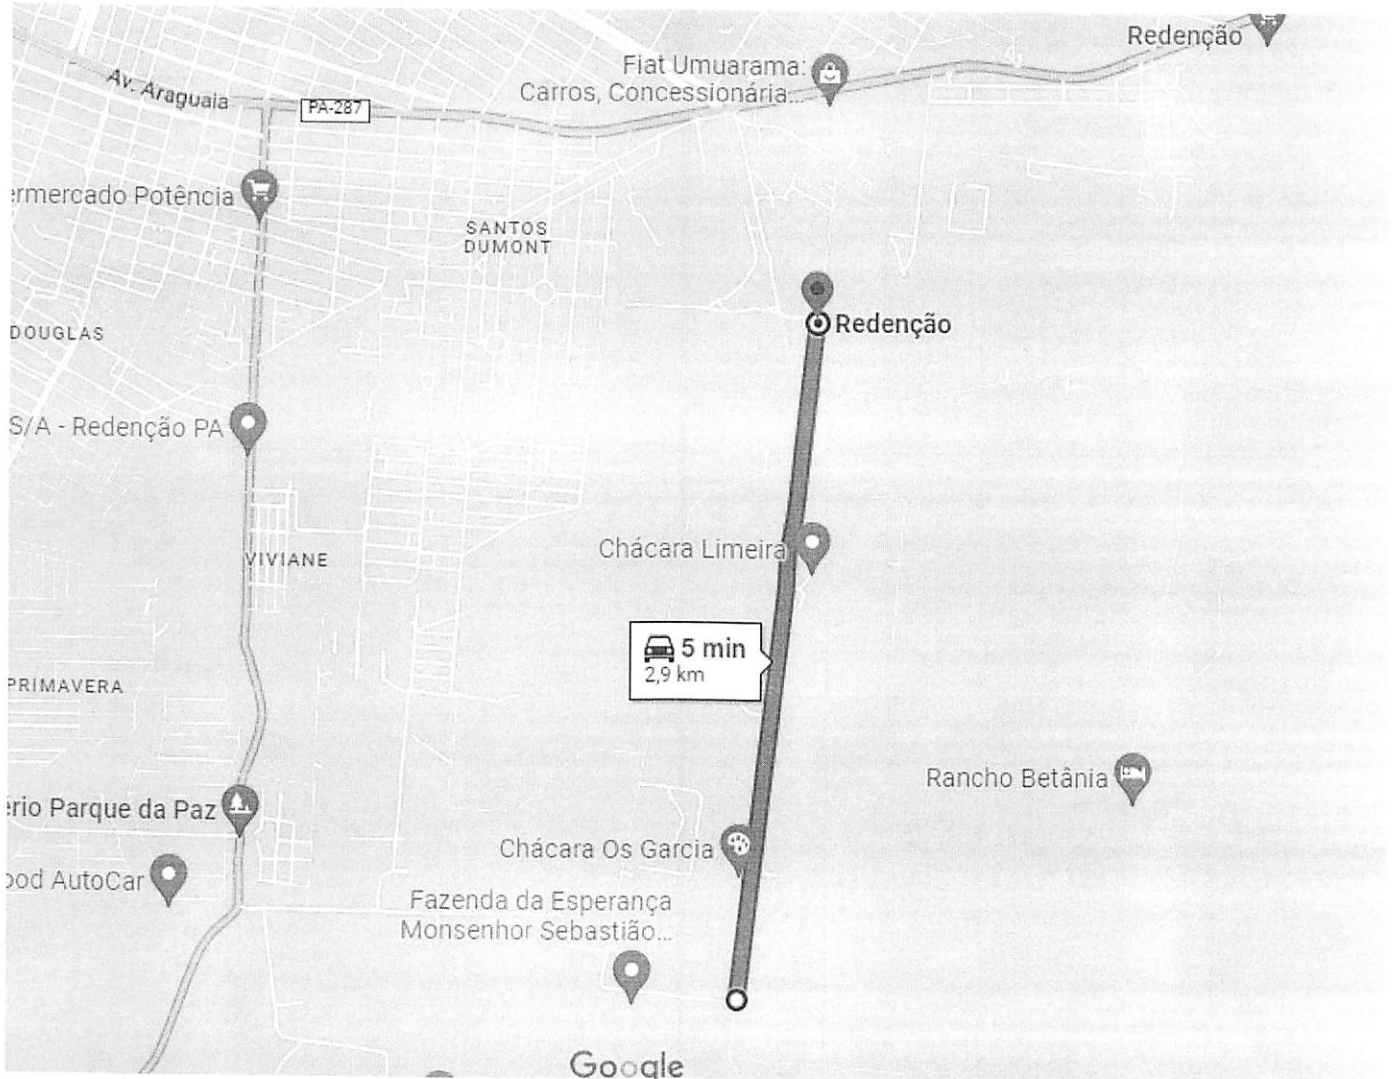 Redenção
Fiat Umuarama:
Carros, Concessionária...
Av. Araguaia
PA-287
ermercado Potência
SANTOS
DUMONT
DOUGLAS
Redenção
S/A - Redenção PA
VIVIANE
Chácara Limeira
5 min
2,9 km
PRIMAVERA
Rancho Betânia
ério Parque da Paz
Chácara Os Garcia
ood AutoCar
Fazenda da Esperança
Monsenhor Sebastião...
Google